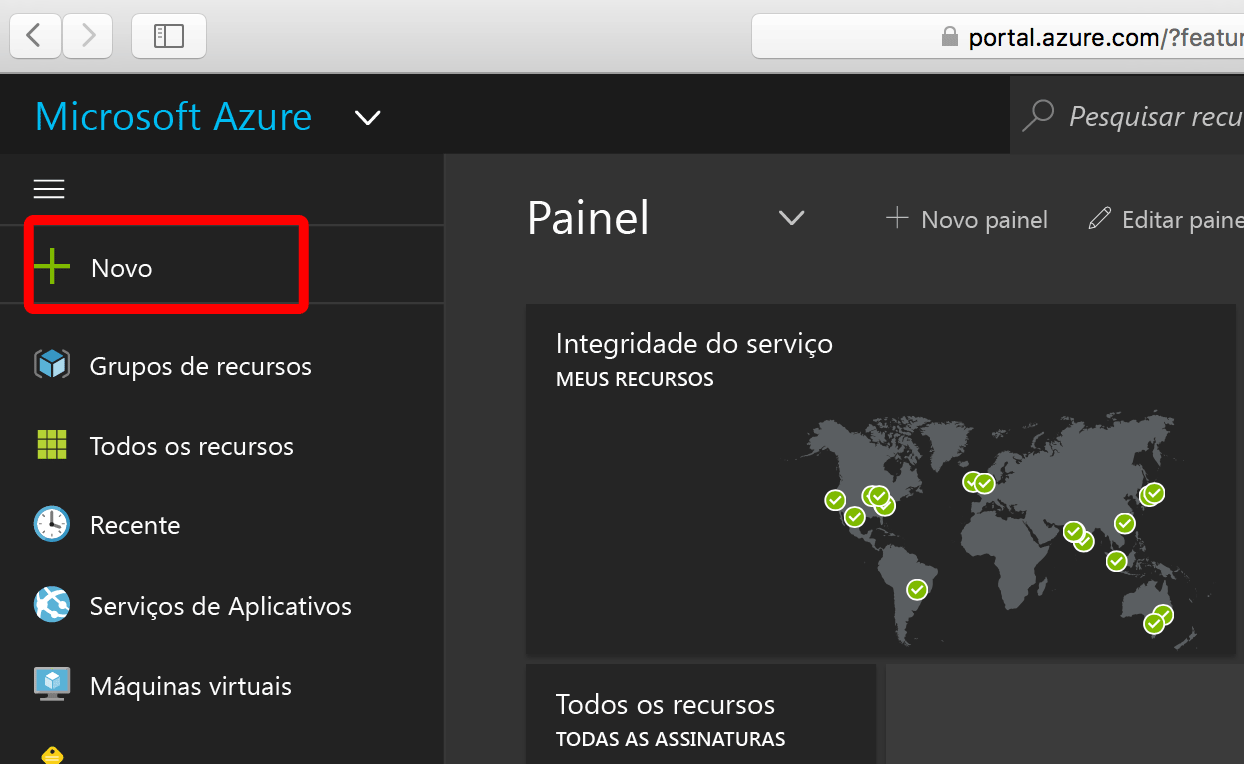 portal.azure.com/?featur
Microsoft Azure
Pesquisar recu
Painel
Novo painel
Editar paine
Novo
Grupos de recursos
Todos os recursos
Recente
Serviços de Aplicativos
Máquinas virtuais
Integridade do serviço
MEUS RECURSOS
Todos os recursos
TODAS AS ASSINATURAS